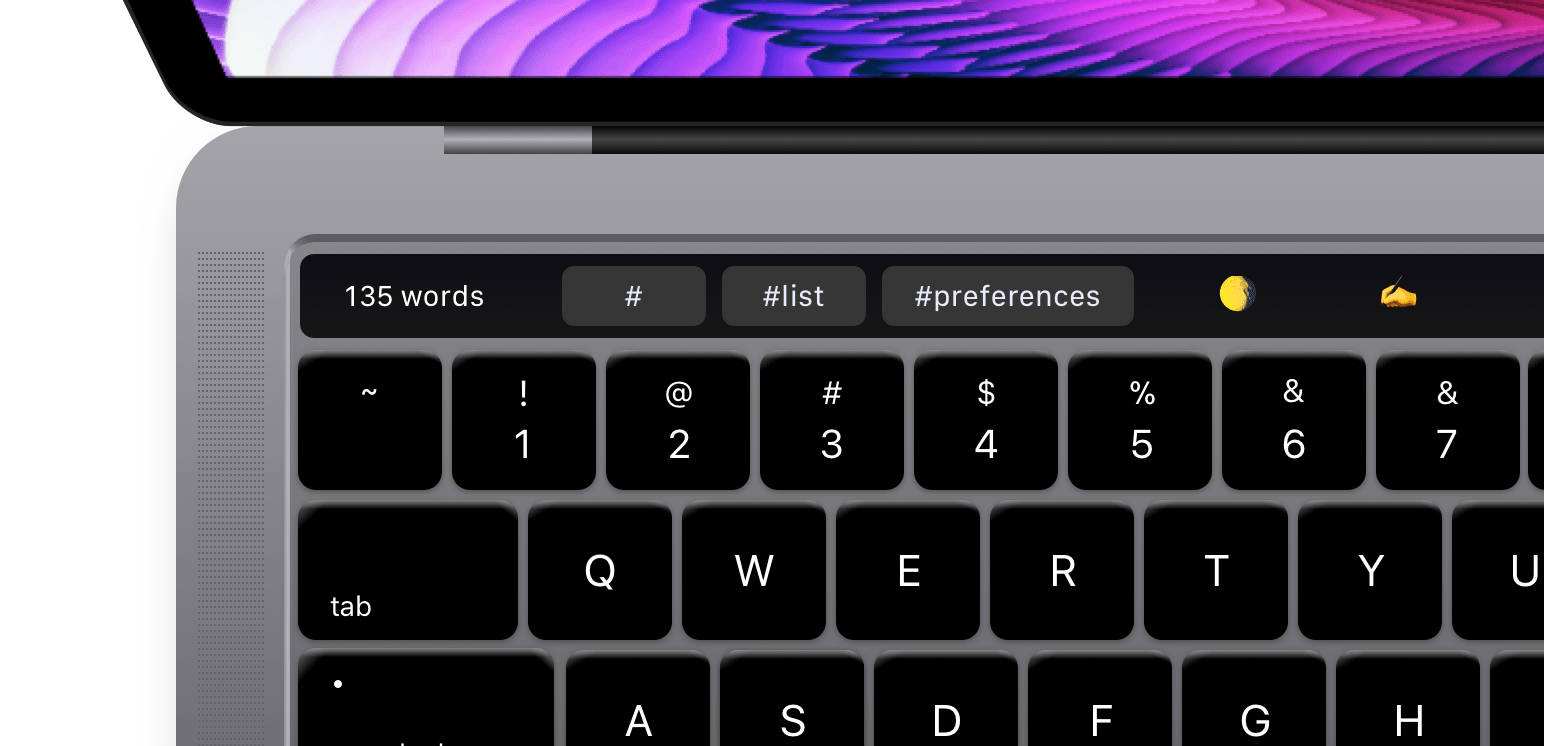 135 words # #list #preferences 🌖 ✍️
~ ! @ # $ % & &
1 2 3 4 5 6 7
Q W E R T Y U
tab
A S D F G H